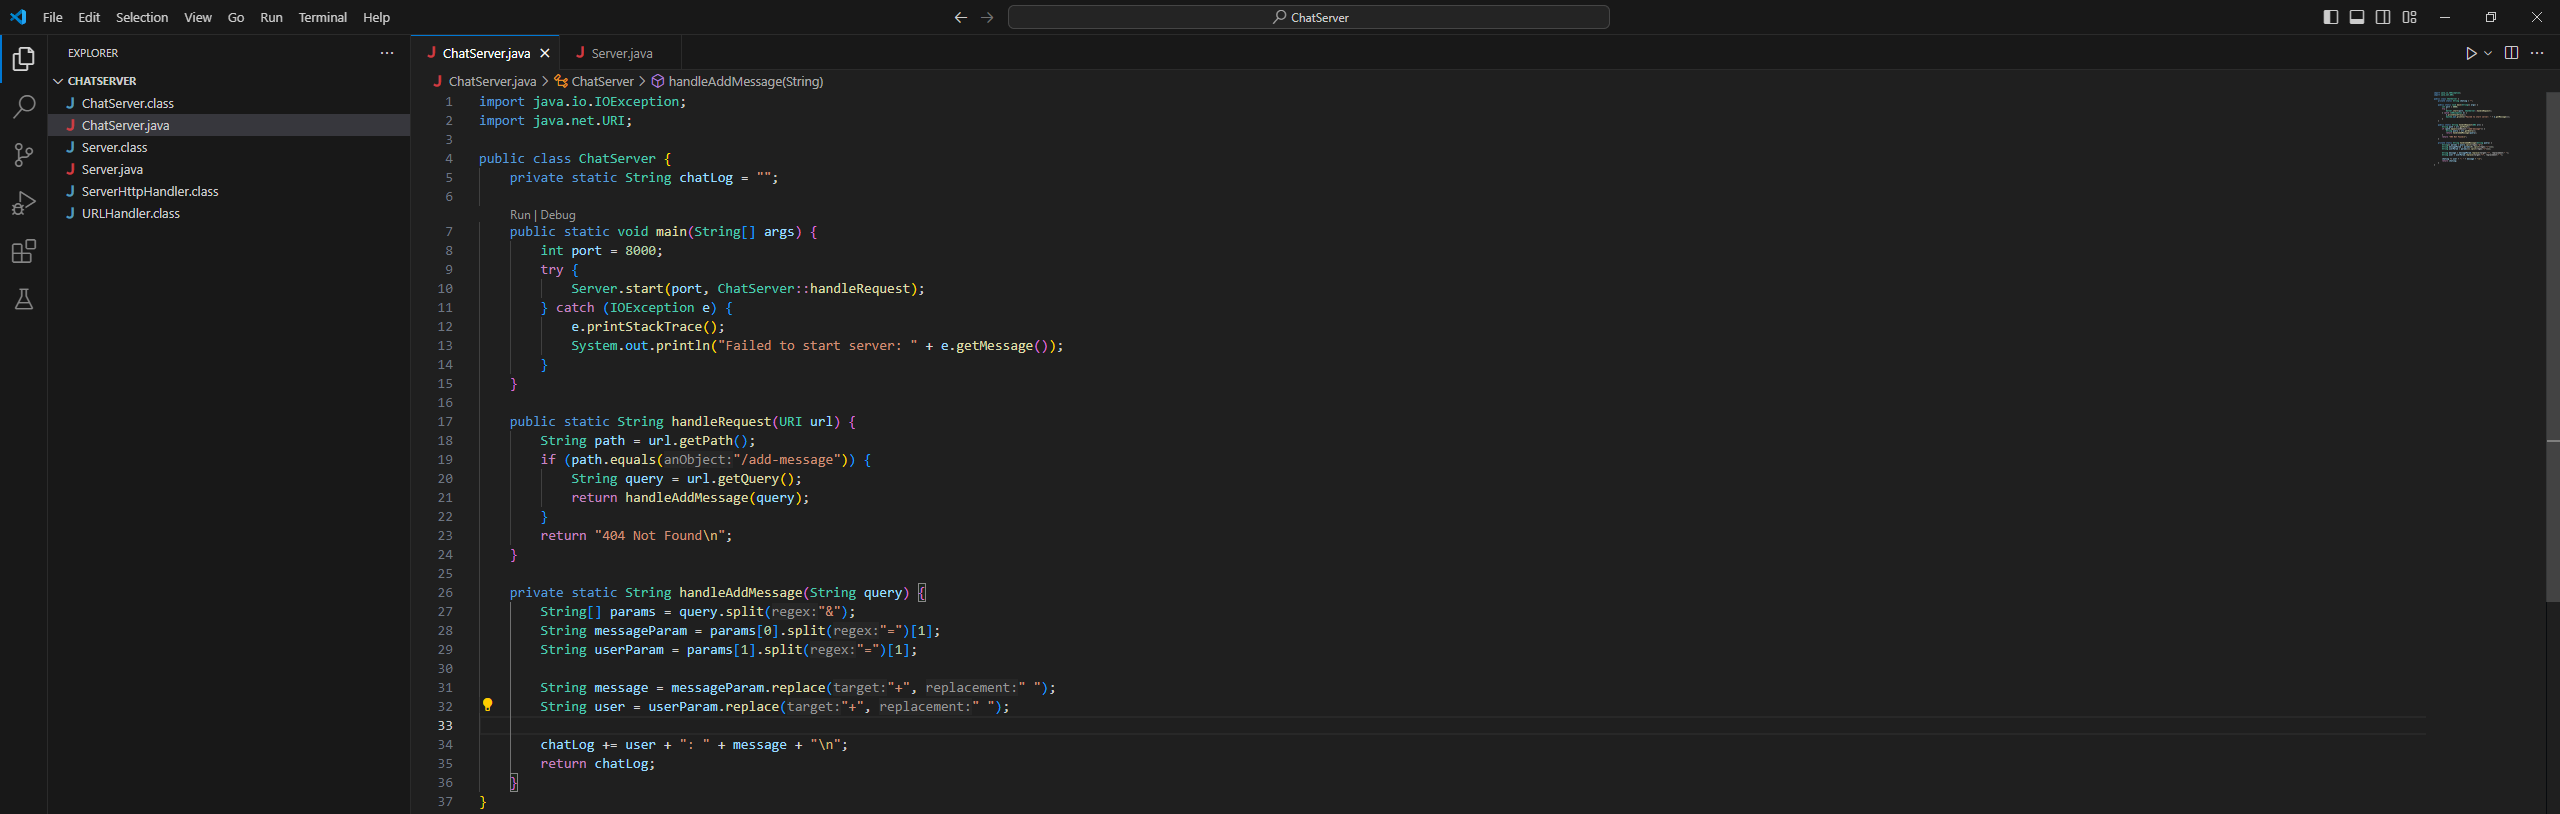 File Edit Selection View Go Run Terminal Help
ChatServer
EXPLORER
CHATSERVER
ChatServer.class
ChatServer.java
Server.class
Server.java
ServerHttpHandler.class
URLHandler.class
ChatServer.java Server.java
ChatServer.java > ChatServer > handleAddMessage(String)
1 import java.io.IOException;
2 import java.net.URI;
3
4 public class ChatServer {
5 private static String chatLog = "";
6
Run | Debug
7 public static void main(String[] args) {
8 int port = 8000;
9 try {
10 Server.start(port, ChatServer::handleRequest);
11 } catch (IOException e) {
12 e.printStackTrace();
13 System.out.println("Failed to start server: " + e.getMessage());
14 }
15 }
16
17 public static String handleRequest(URI url) {
18 String path = url.getPath();
19 if (path.equals(anObject:"/add-message")) {
20 String query = url.getQuery();
21 return handleAddMessage(query);
22 }
23 return "404 Not Found\n";
24 }
25
26 private static String handleAddMessage(String query) {
27 String[] params = query.split(regex:"&");
28 String messageParam = params[0].split(regex:"=")[1];
29 String userParam = params[1].split(regex:"=")[1];
30
31 String message = messageParam.replace(target:"+", replacement:" ");
32 String user = userParam.replace(target:"+", replacement:" ");
33
34 chatLog += user + ": " + message + "\n";
35 return chatLog;
36 }
37 }